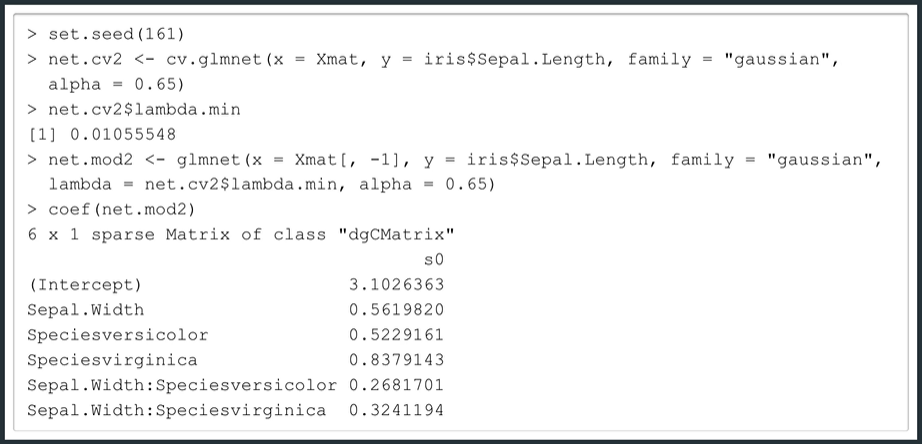 > set.seed(161)
> net.cv2 <- cv.glmnet(x = Xmat, y = iris$Sepal.Length, family = "gaussian",
  alpha = 0.65)
> net.cv2$lambda.min
[1] 0.01055548
> net.mod2 <- glmnet(x = Xmat[, -1], y = iris$Sepal.Length, family = "gaussian",
  lambda = net.cv2$lambda.min, alpha = 0.65)
> coef(net.mod2)
6 x 1 sparse Matrix of class "dgCMatrix"
                                s0
(Intercept)                    3.1026363
Sepal.Width                    0.5619820
Speciesversicolor              0.5229161
Speciesvirginica               0.8379143
Sepal.Width:Speciesversicolor 0.2681701
Sepal.Width:Speciesvirginica  0.3241194